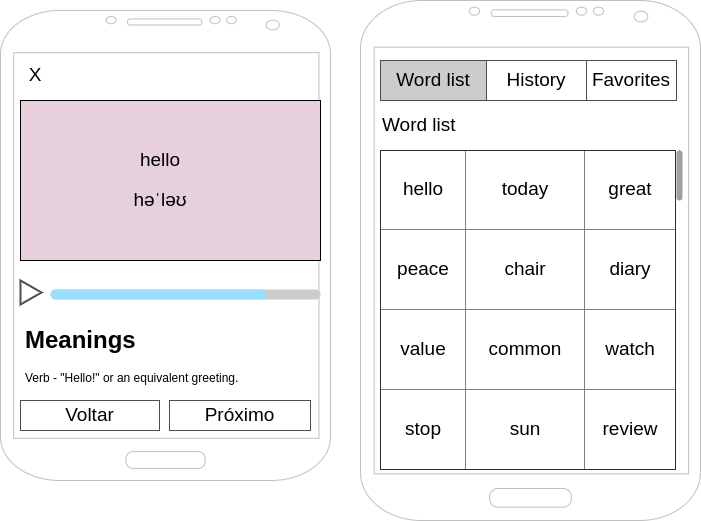 X
hello
həˈləʊ
Meanings
Verb - "Hello!" or an equivalent greeting.
Voltar Próximo
Word list History Favorites
Word list
hello today great
peace chair diary
value common watch
stop sun review